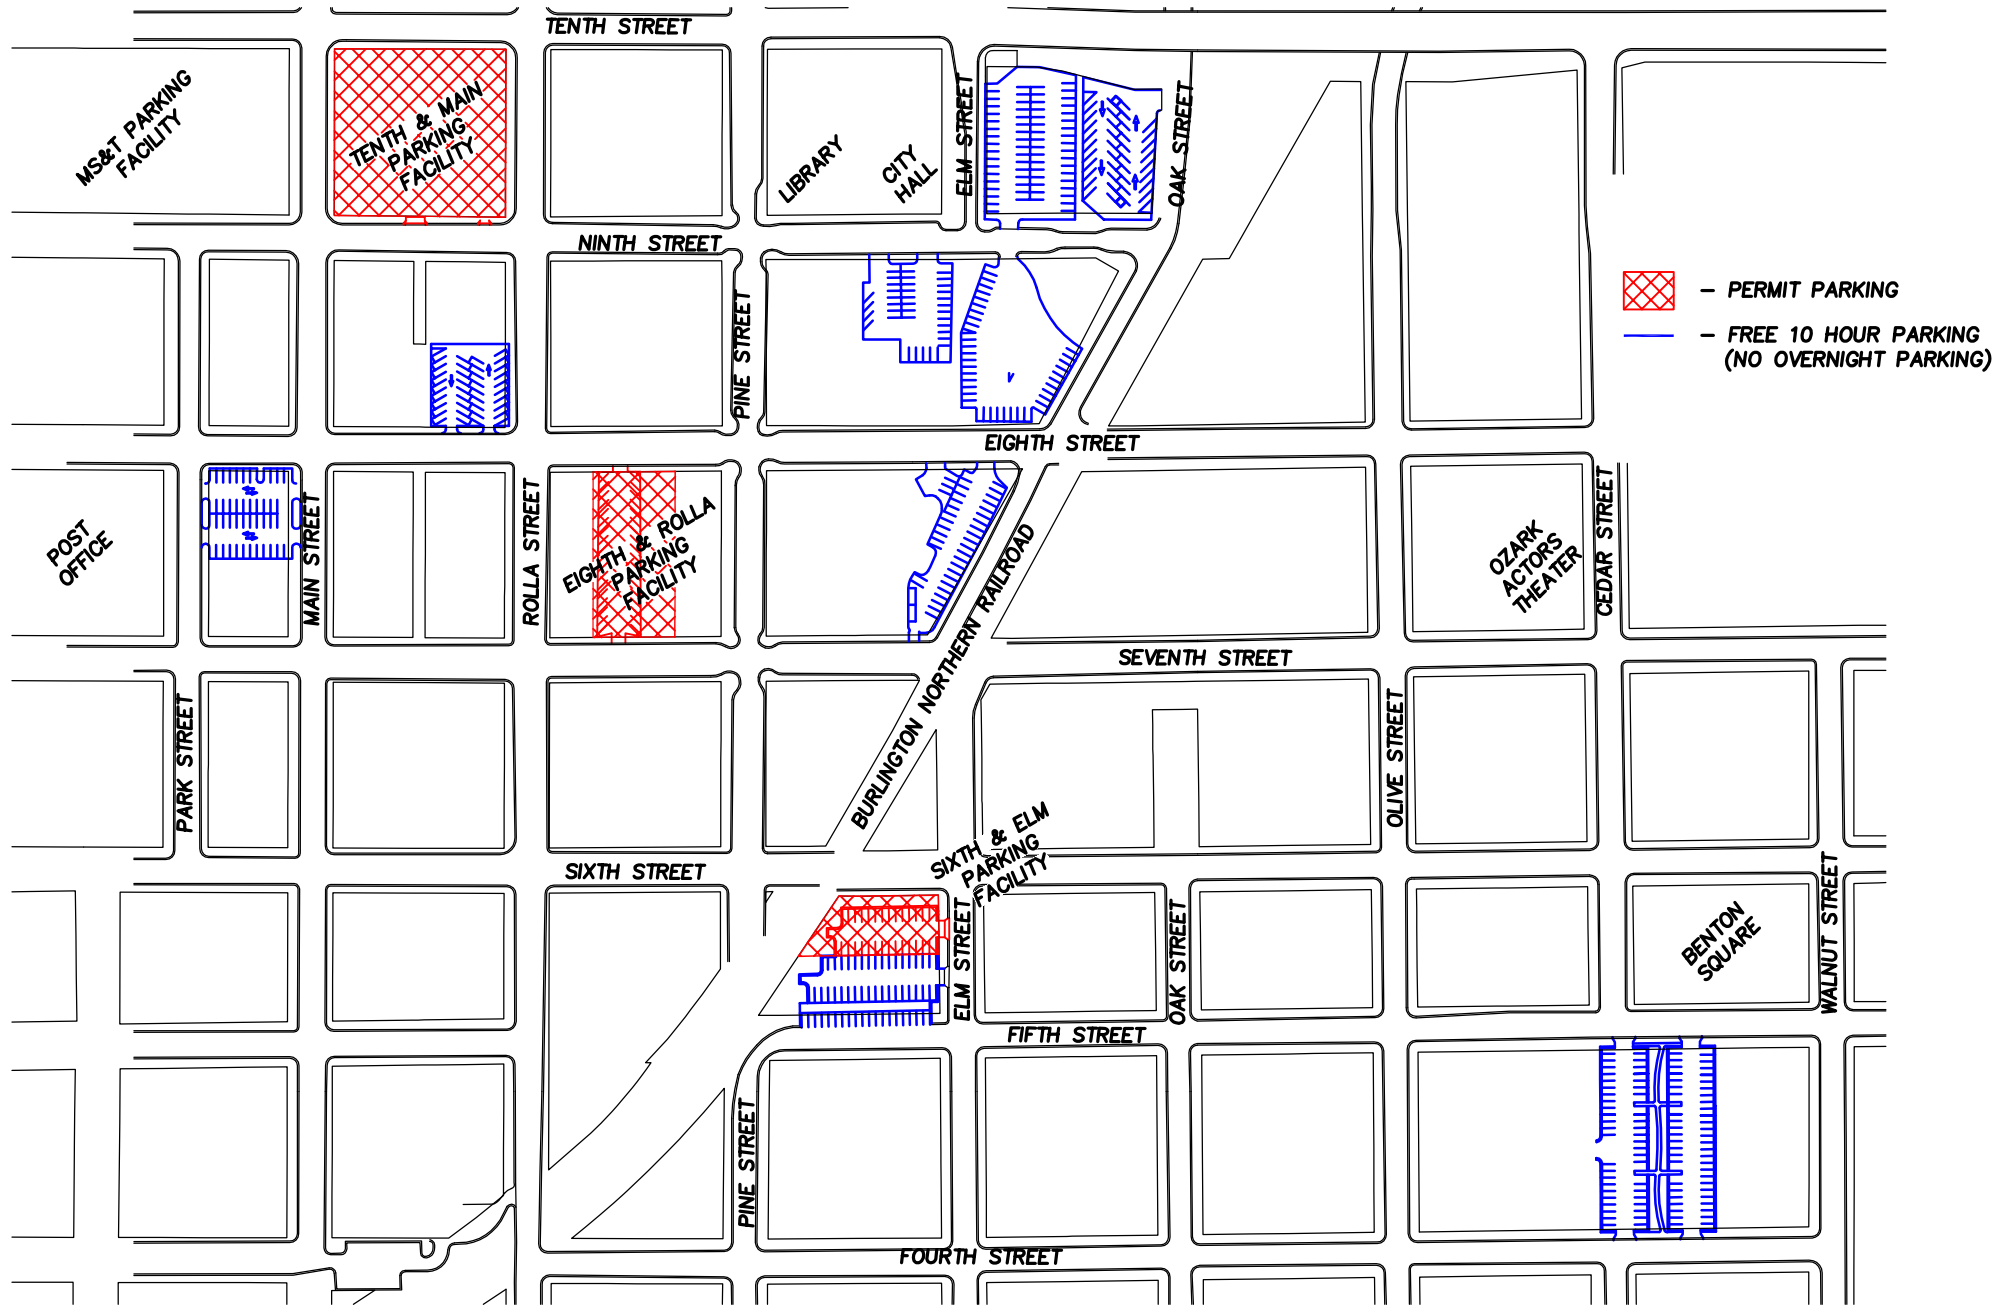 TENTH STREET
MS&T PARKING
FACILITY
TENTH & MAIN
PARKING
FACILITY
LIBRARY
CITY
HALL
ELM STREET
OAK STREET
NINTH STREET
PINE STREET
- PERMIT PARKING
- FREE 10 HOUR PARKING
(NO OVERNIGHT PARKING)
EIGHTH STREET
POST
OFFICE
MAIN STREET
ROLLA STREET
EIGHTH & ROLLA
PARKING
FACILITY
BURLINGTON NORTHERN RAILROAD
OZARK
ACTORS
THEATER
CEDAR STREET
SEVENTH STREET
PARK STREET
OLIVE STREET
SIXTH STREET
SIXTH & ELM
PARKING
FACILITY
ELM STREET
OAK STREET
BENTON
SQUARE
WALNUT STREET
FIFTH STREET
PINE STREET
FOURTH STREET